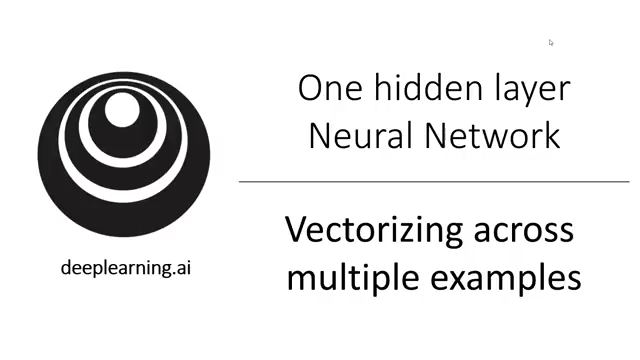 One hidden layer
Neural Network
Vectorizing across
multiple examples
deeplearning.ai